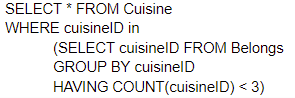 SELECT * FROM Cuisine
WHERE cuisineID in
(SELECT cuisineID FROM Belongs
GROUP BY cuisineID
HAVING COUNT(cuisineID) < 3)